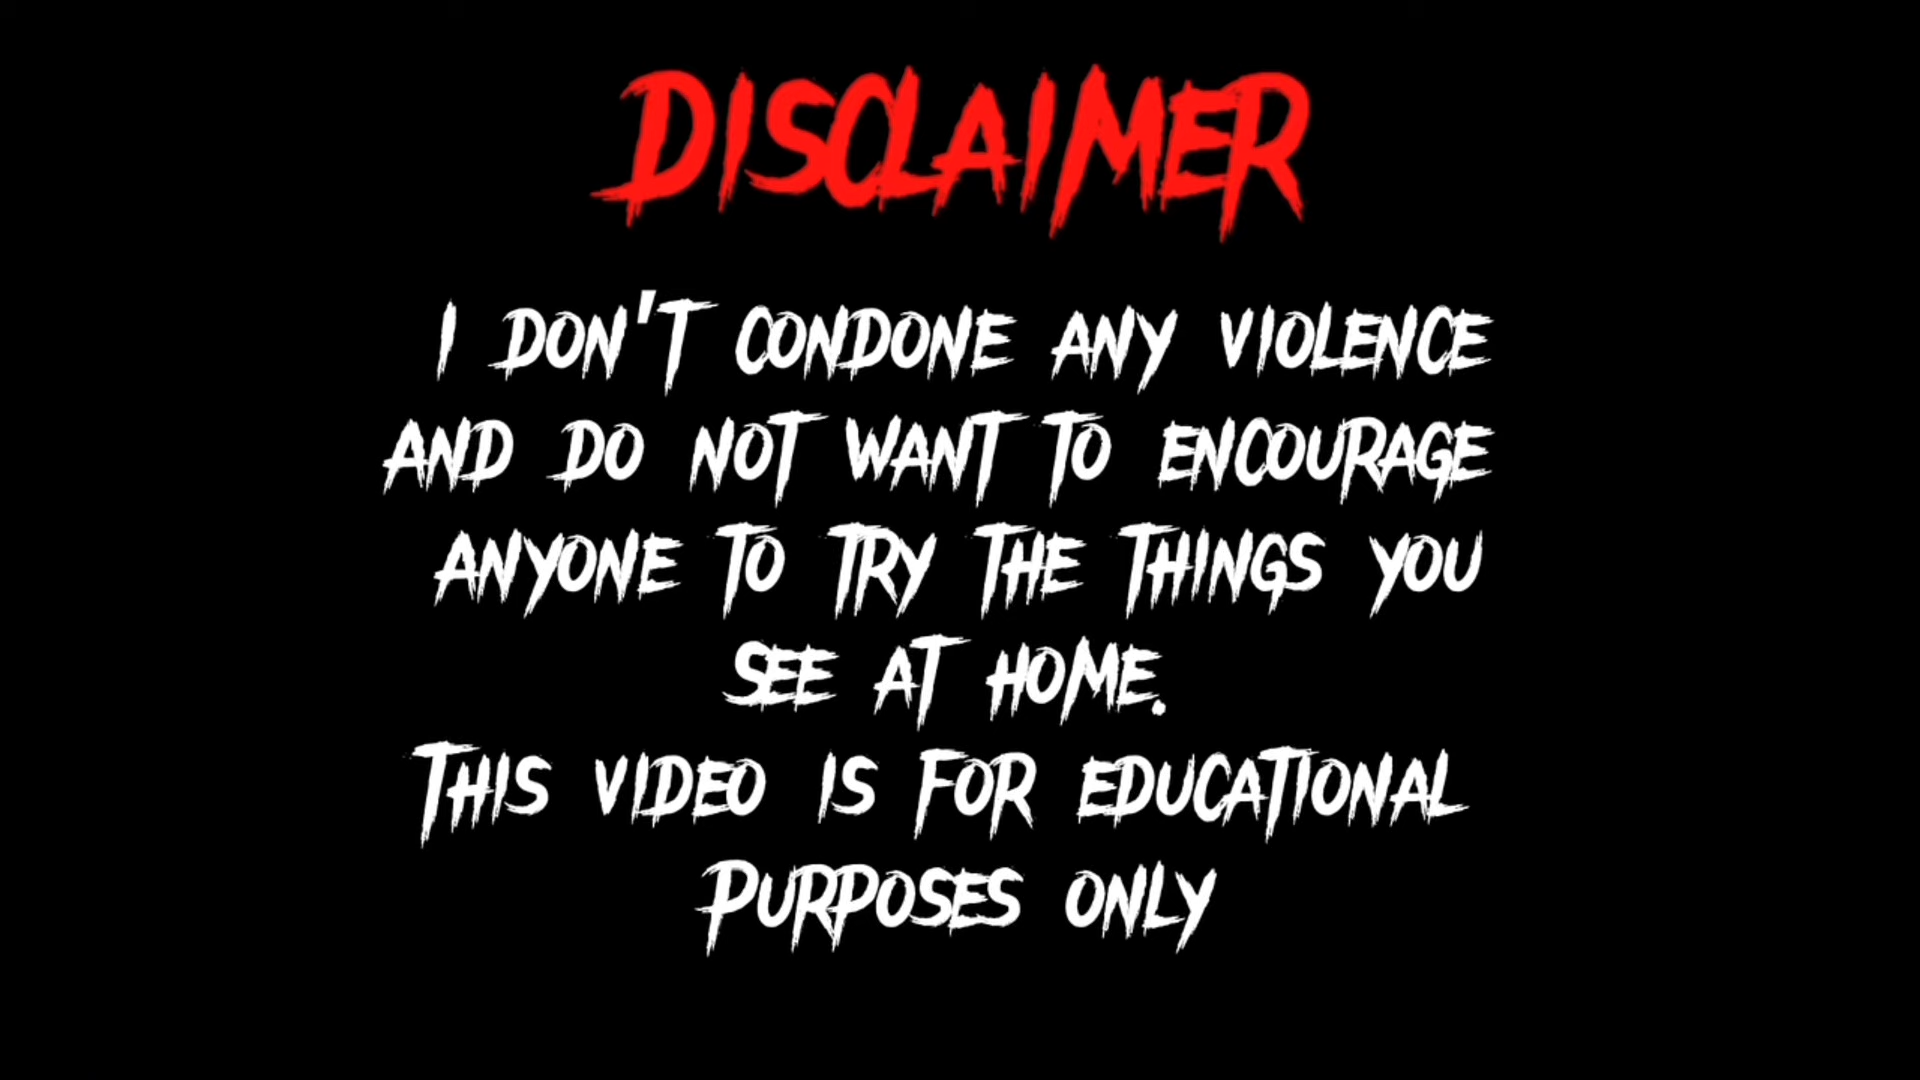 DISCLAIMER
I DON'T CONDONE ANY VIOLENCE
AND DO NOT WANT TO ENCOURAGE
ANYONE TO TRY THE THINGS YOU
SEE AT HOME.
THIS VIDEO IS FOR EDUCATIONAL
PURPOSES ONLY